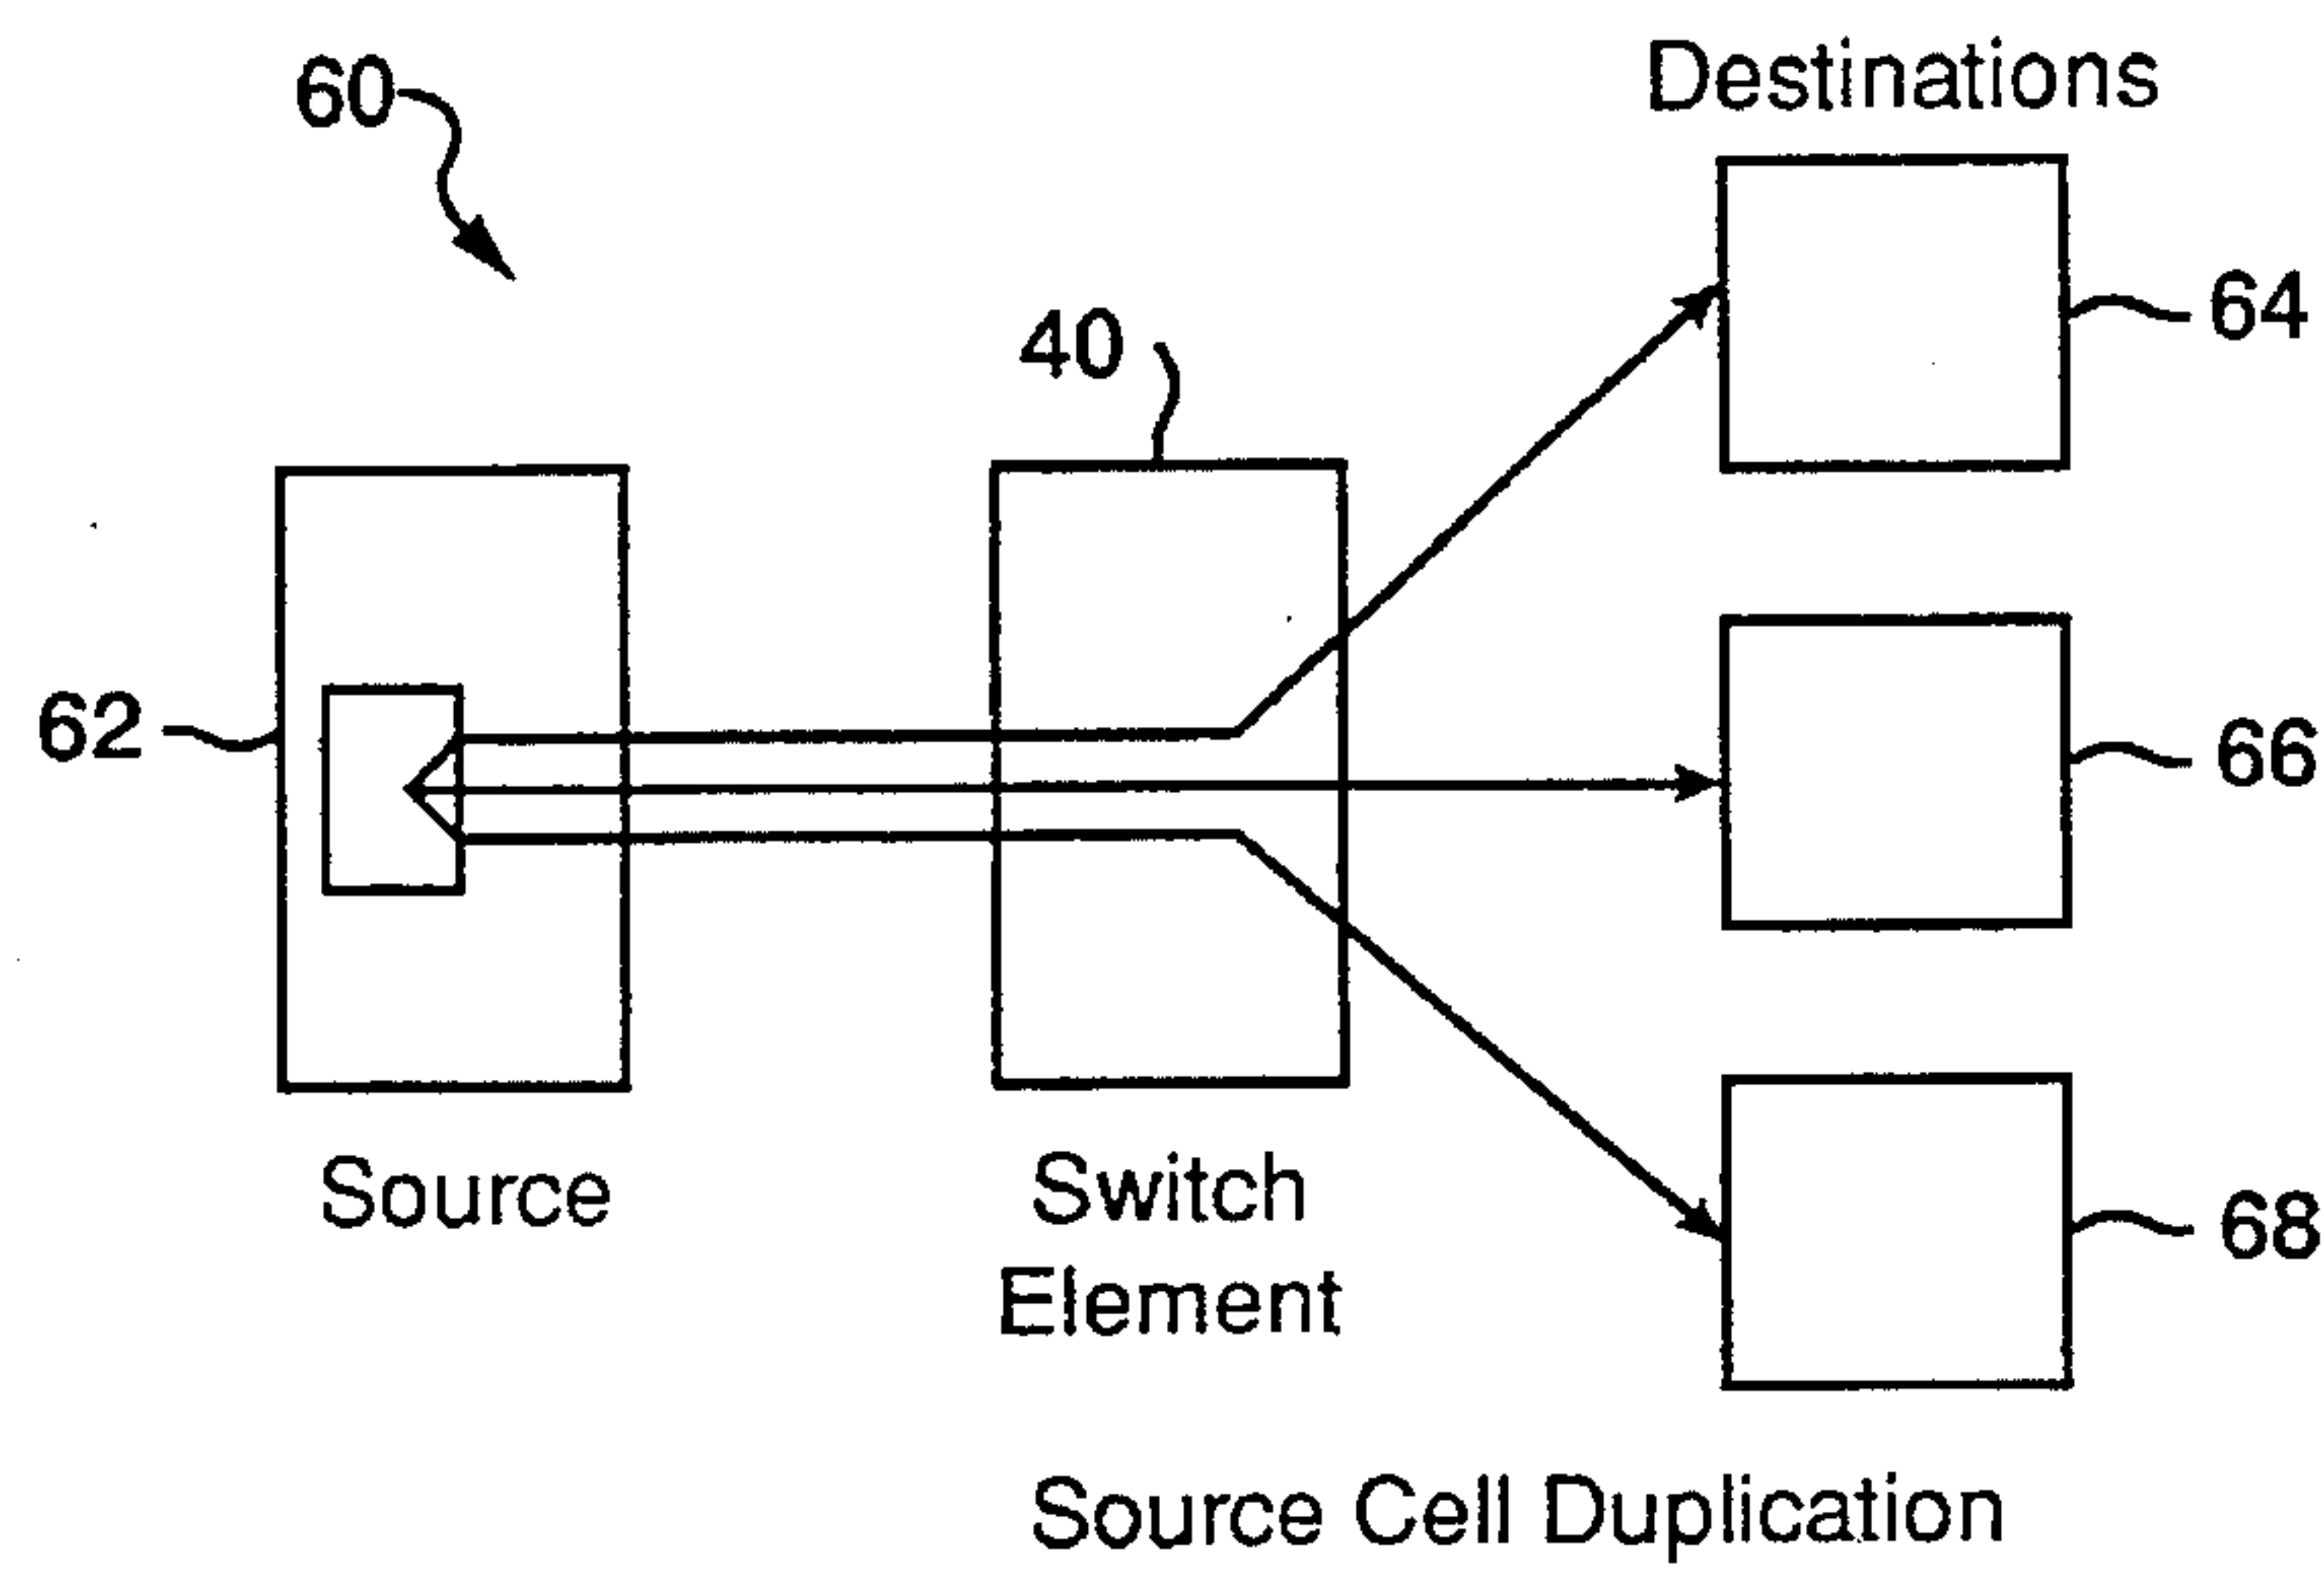 60
Destinations
64
40
62
66
Source
Switch
Element
68
Source Cell Duplication